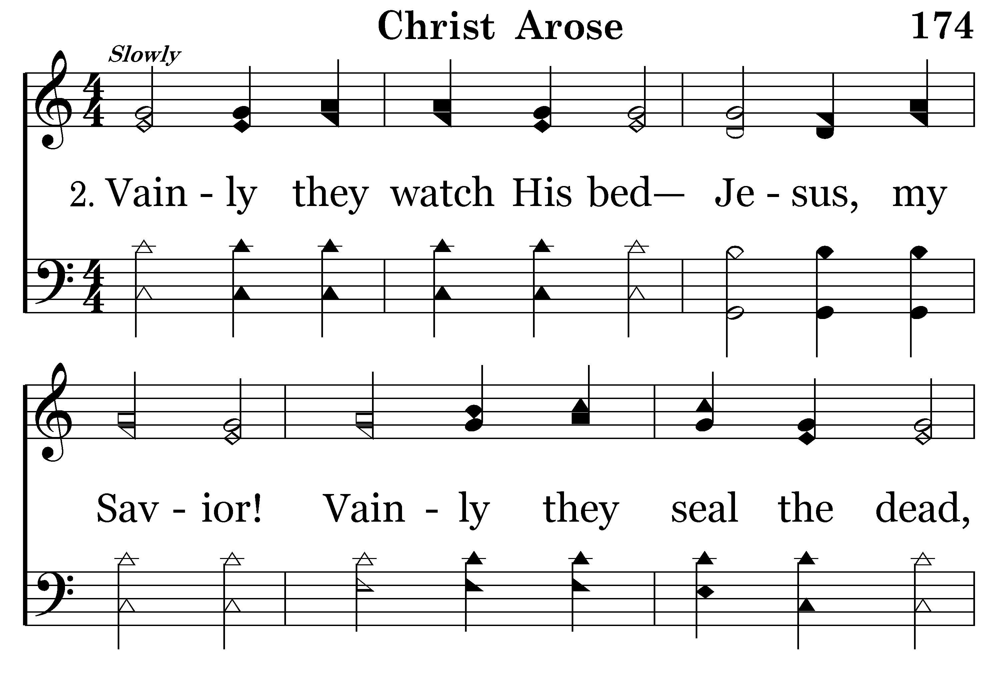 Christ Arose 174
Slowly
2. Vain - ly they watch His bed— Je - sus, my
Sav - ior! Vain - ly they seal the dead,